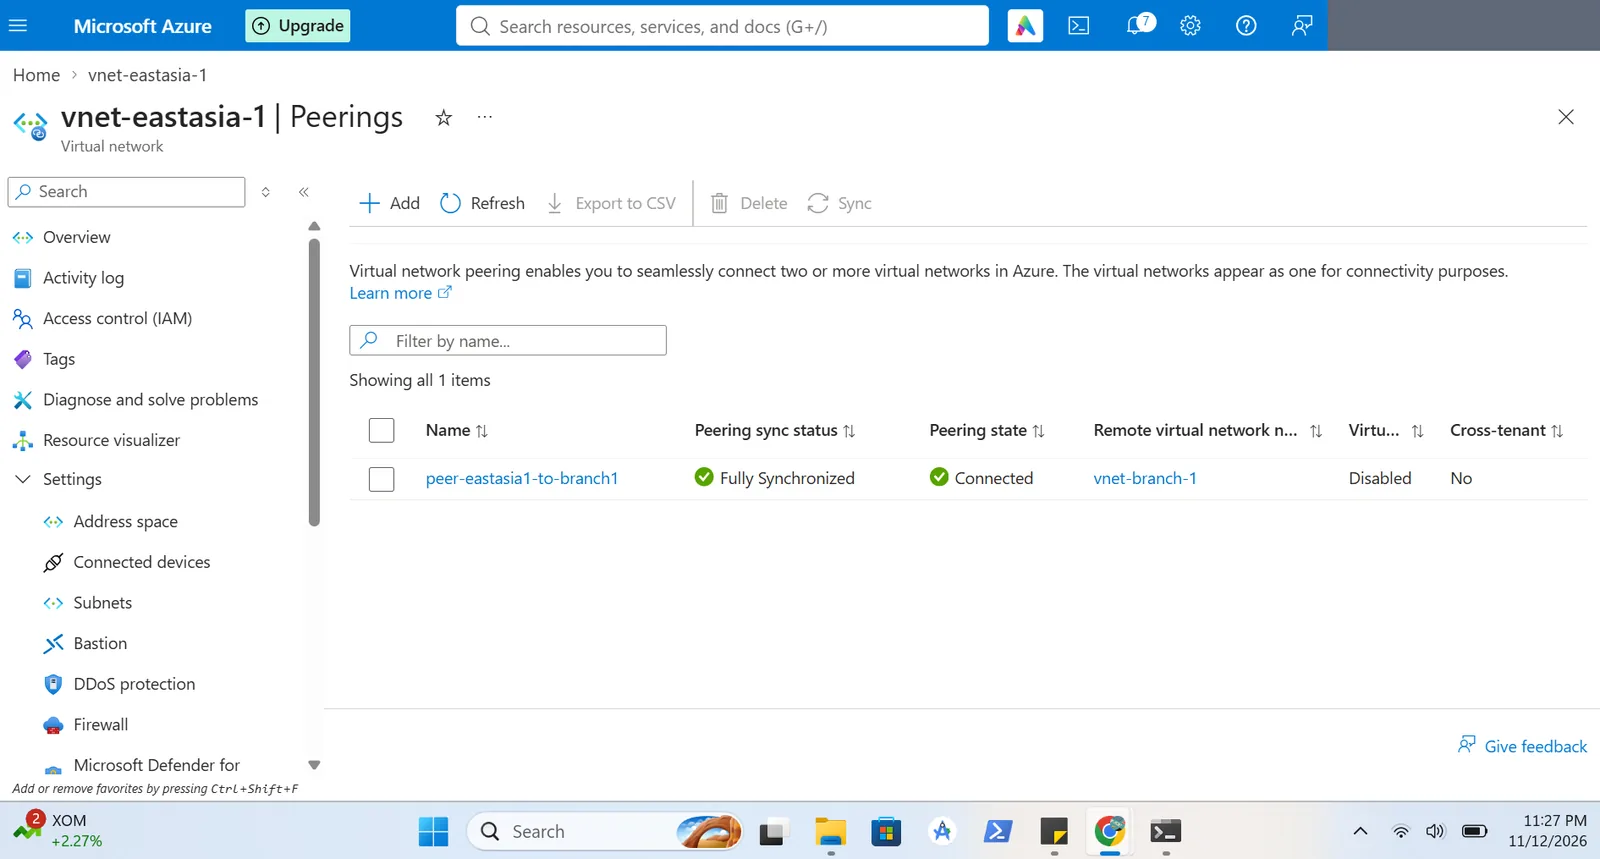 Microsoft Azure
Upgrade
Search resources, services, and docs (G+/)
7
Home > vnet-eastasia-1
vnet-eastasia-1 | Peerings
Virtual network
Search
Add
Refresh
Export to CSV
Delete
Sync
Overview
Activity log
Access control (IAM)
Tags
Diagnose and solve problems
Resource visualizer
Settings
Address space
Connected devices
Subnets
Bastion
DDoS protection
Firewall
Microsoft Defender for
Add or remove favorites by pressing Ctrl+Shift+F
Virtual network peering enables you to seamlessly connect two or more virtual networks in Azure. The virtual networks appear as one for connectivity purposes.
Learn more
Filter by name...
Showing all 1 items
Name Peering sync status Peering state Remote virtual network n... Virtu... Cross-tenant
peer-eastasia1-to-branch1 Fully Synchronized Connected vnet-branch-1 Disabled No
Give feedback
2
XOM
+2.27%
Search
11:27 PM
11/12/2026